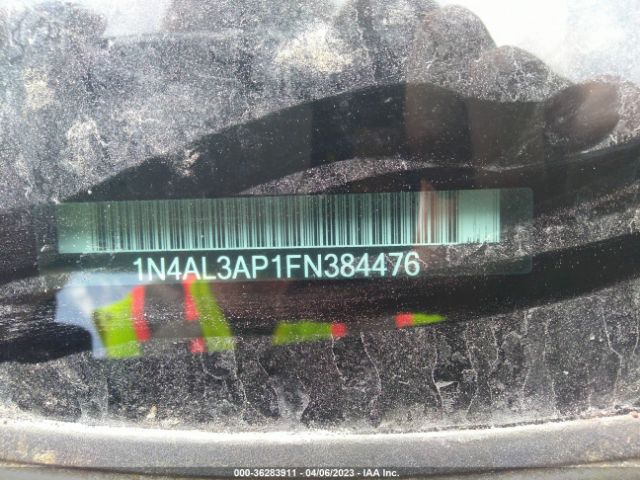 1N4AL3AP1FN384476
000-36283911 - 04/06/2023 - IAA Inc.